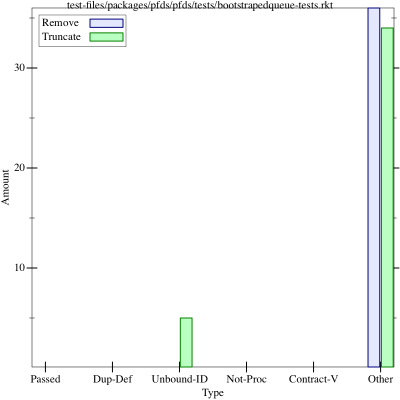 test-files/packages/pfds/pfds/tests/bootstrapedqueue-tests.rkt
Remove
Truncate
30
20
10
Amount
Passed Dup-Def Unbound-ID Not-Proc Contract-V Other
Type